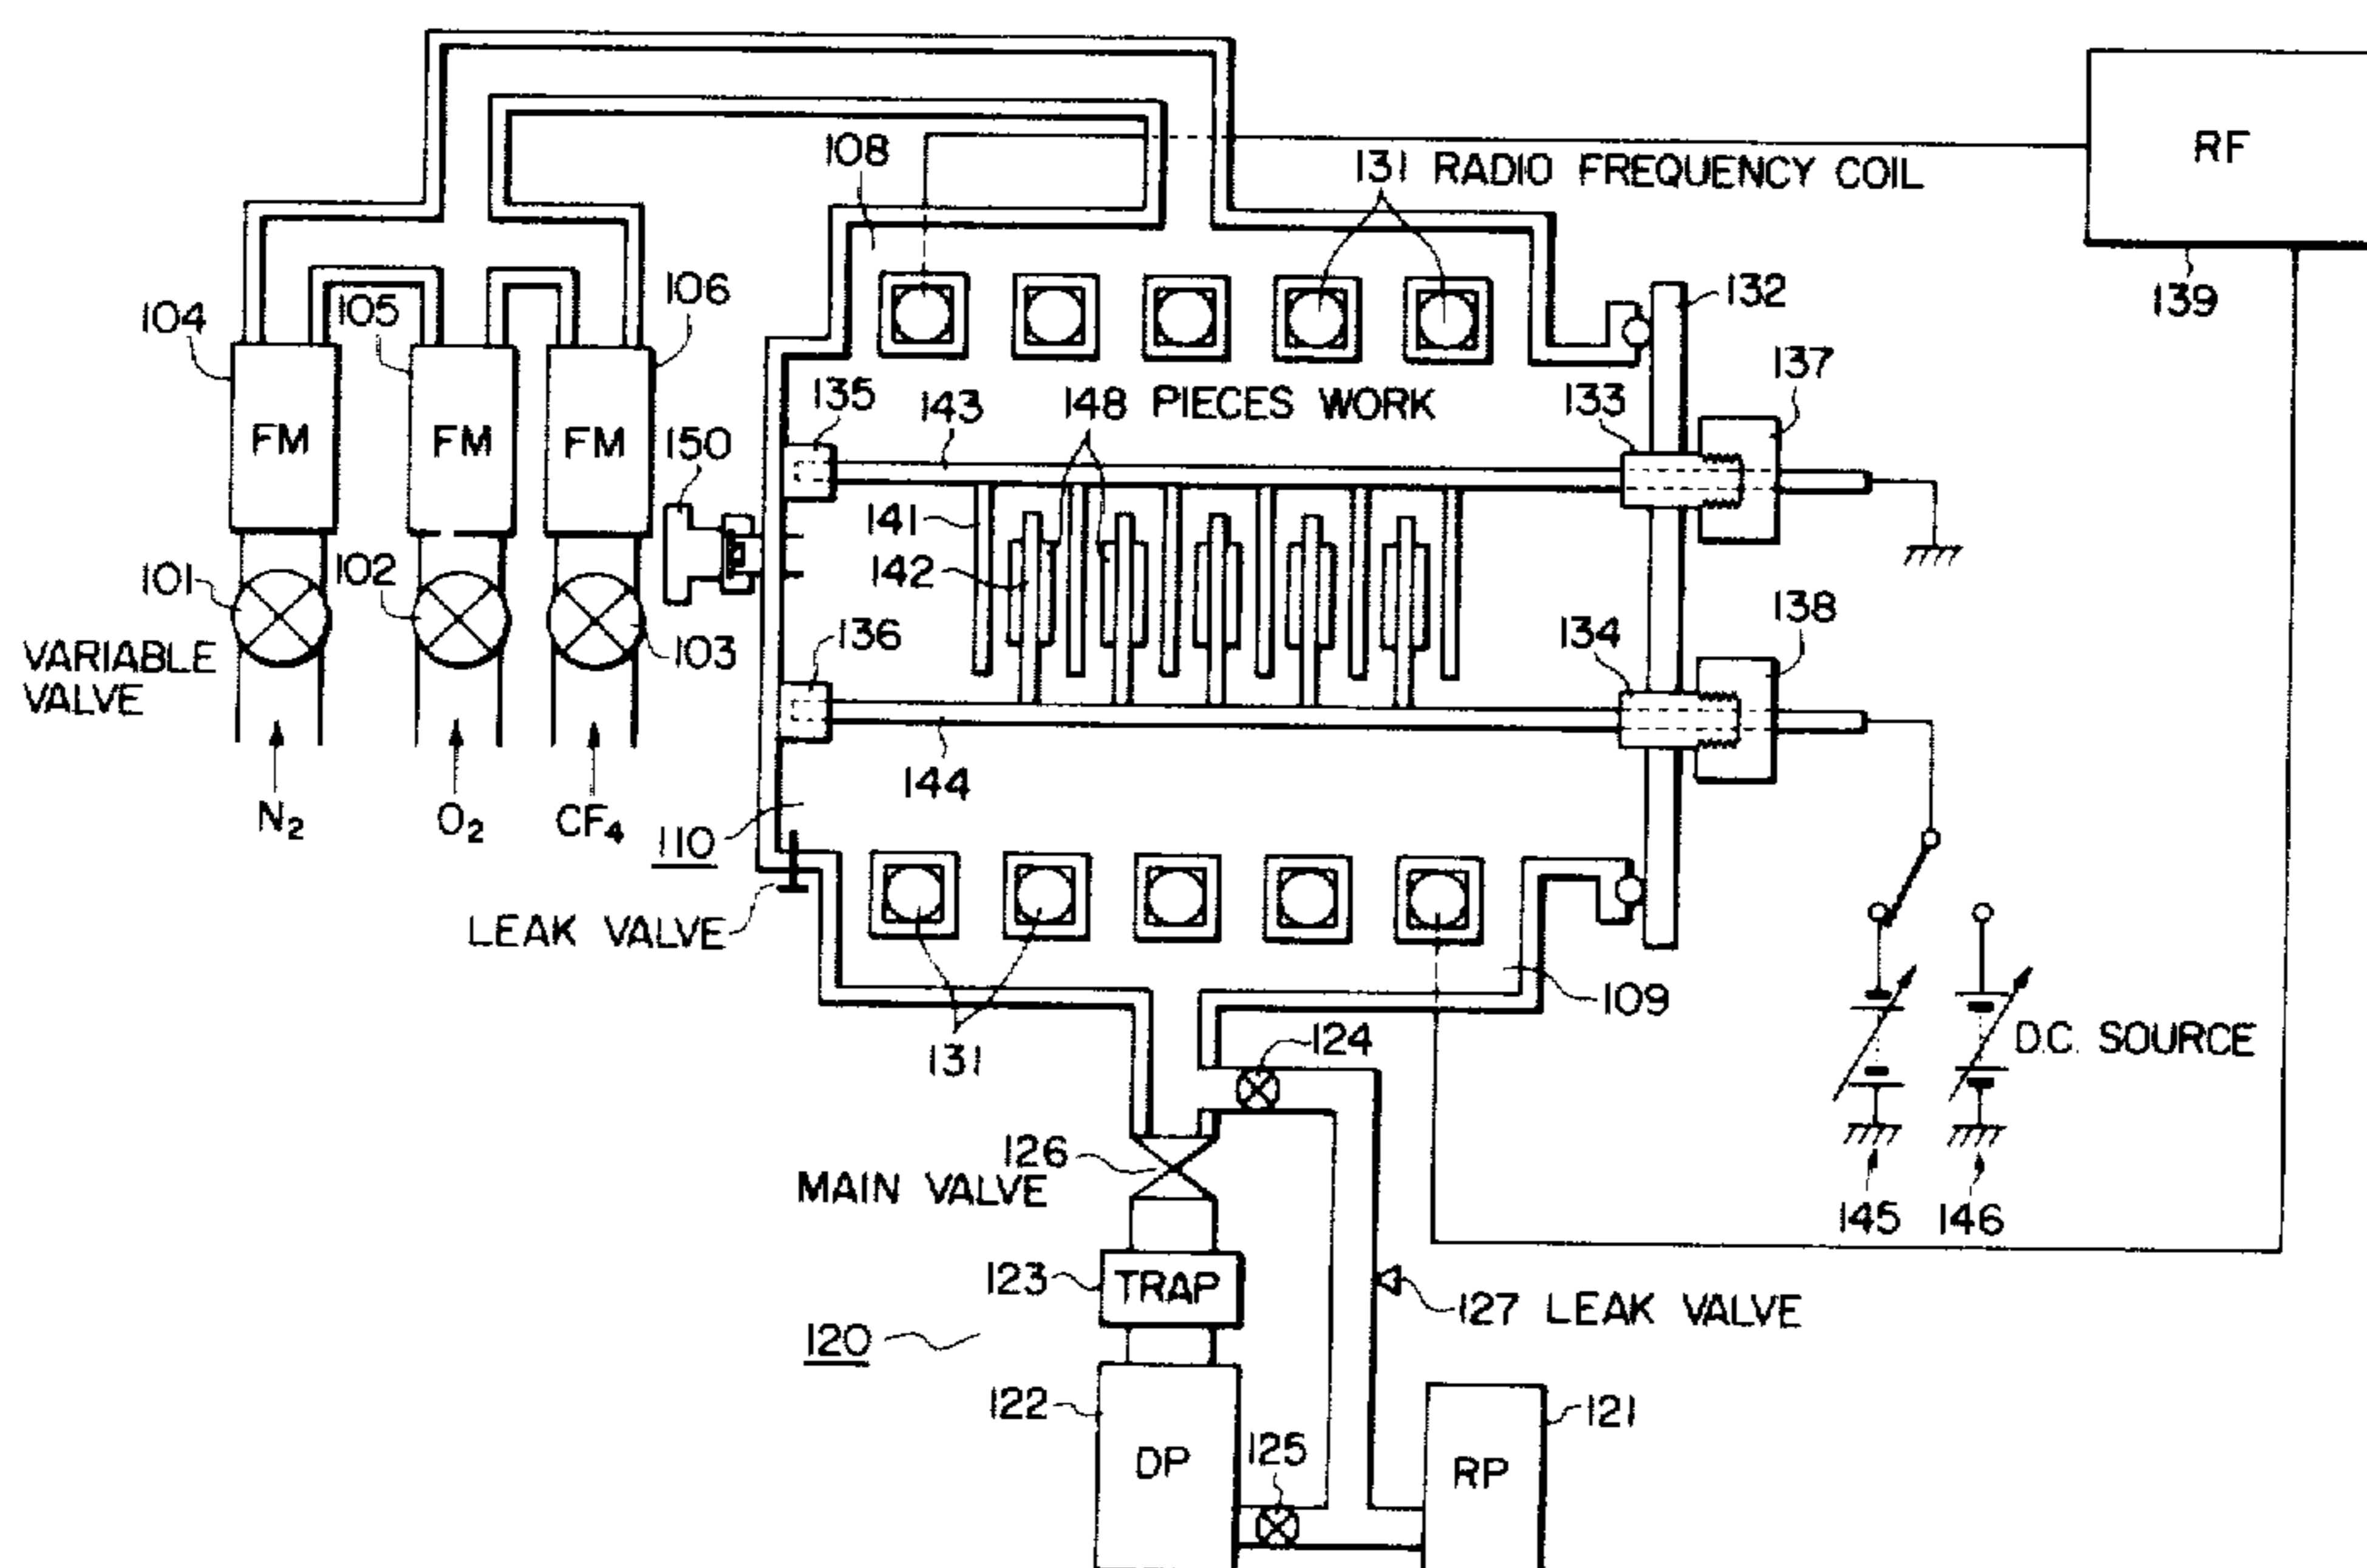 RF
108
131 RADIO FREQUENCY COIL
139
104
105
106
132
137
FM
FM
FM
135
143
148 PIECES WORK
133
150
141
142
101
102
103
136
134
138
VARIABLE
VALVE
N2
O2
CF4
110
144
LEAK VALVE
109
131
124
D.C. SOURCE
126
MAIN VALVE
145
146
123
TRAP
127 LEAK VALVE
120
122
121
125
DP
RP